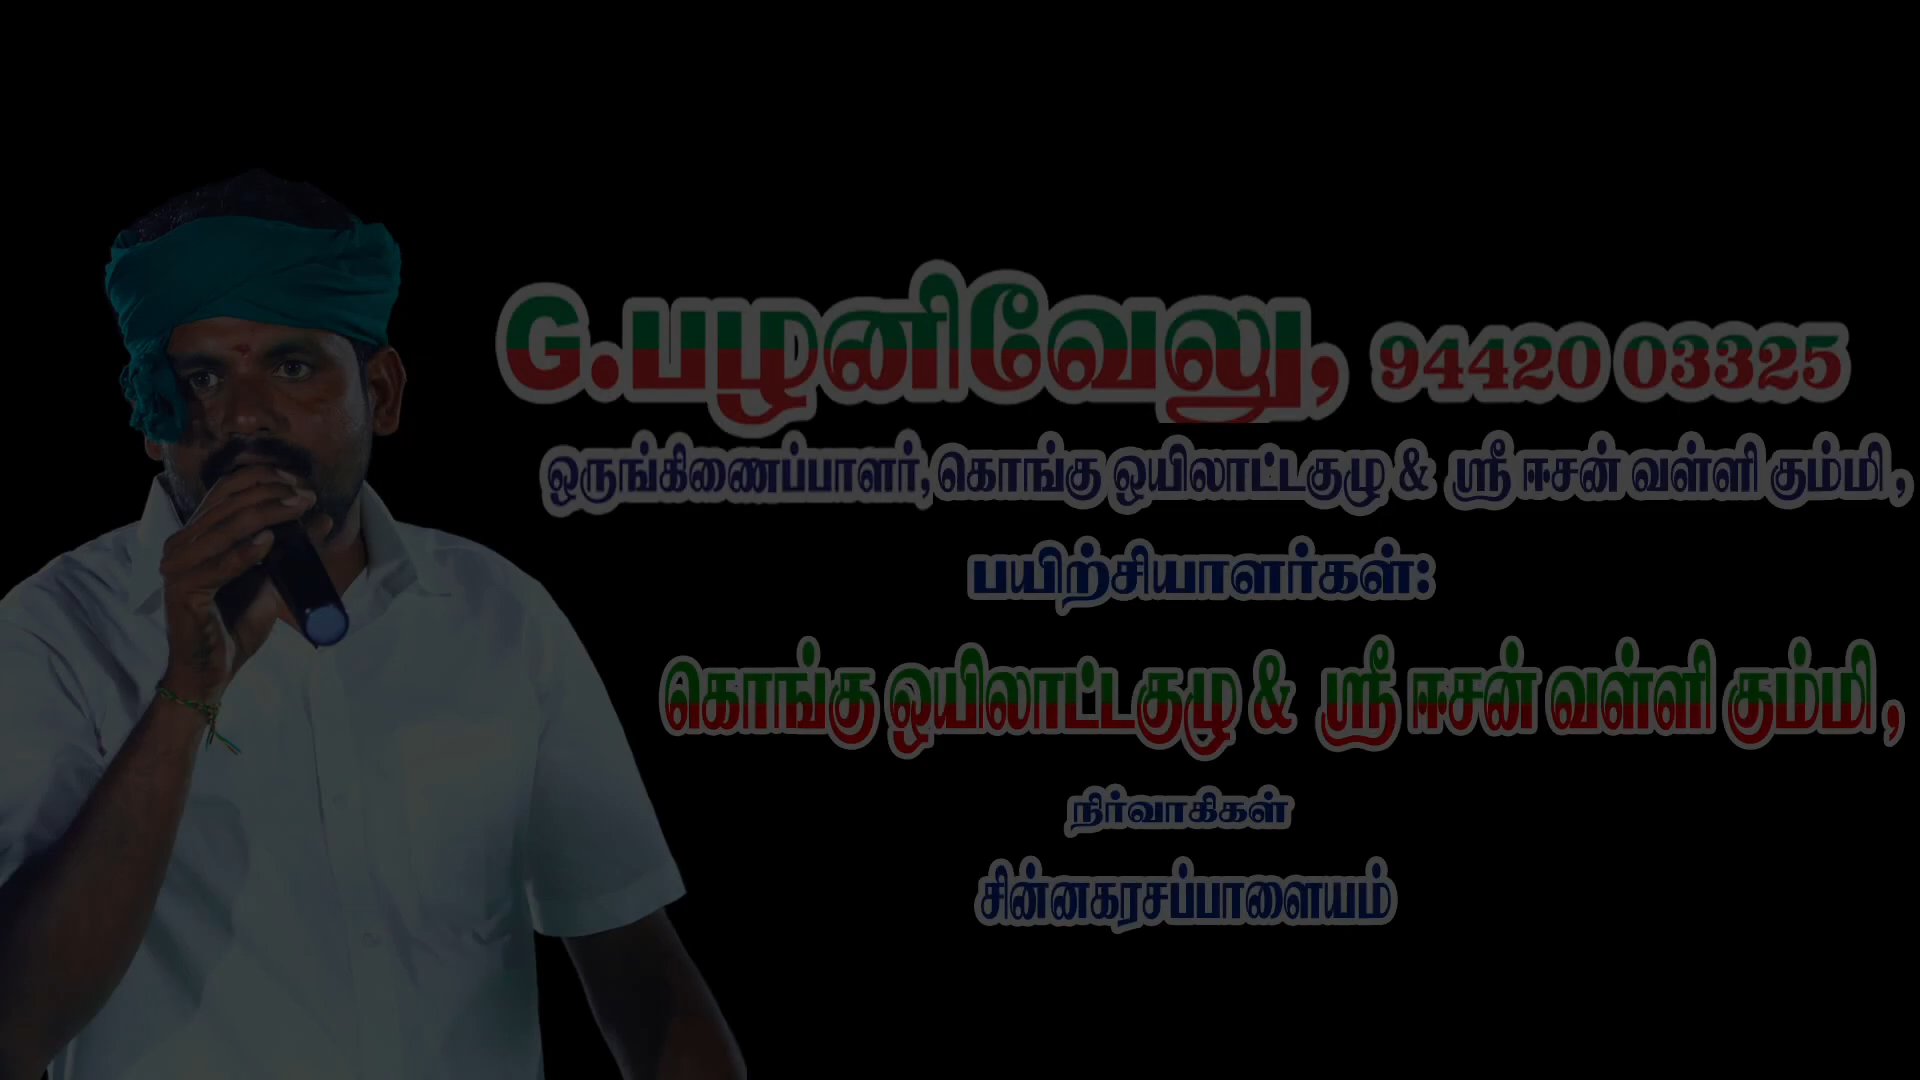 G.பழனிவேலு, 94420 03325
ஒருங்கிணைப்பாளர், கொங்கு ஒயிலாட்டகுழு & ஸ்ரீ ஈசன் வள்ளி கும்மி,
பயிற்சியாளர்கள்:
கொங்கு ஒயிலாட்டகுழு & ஸ்ரீ ஈசன் வள்ளி கும்மி,
நிர்வாகிகள்
சின்னகரசப்பாளையம்